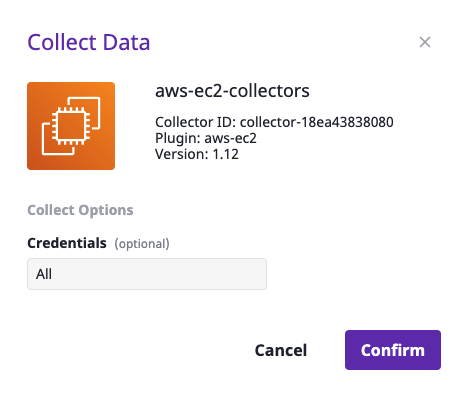 Collect Data
aws-ec2-collectors
Collector ID: collector-18ea43838080
Plugin: aws-ec2
Version: 1.12
Collect Options
Credentials (optional)
All
Cancel
Confirm